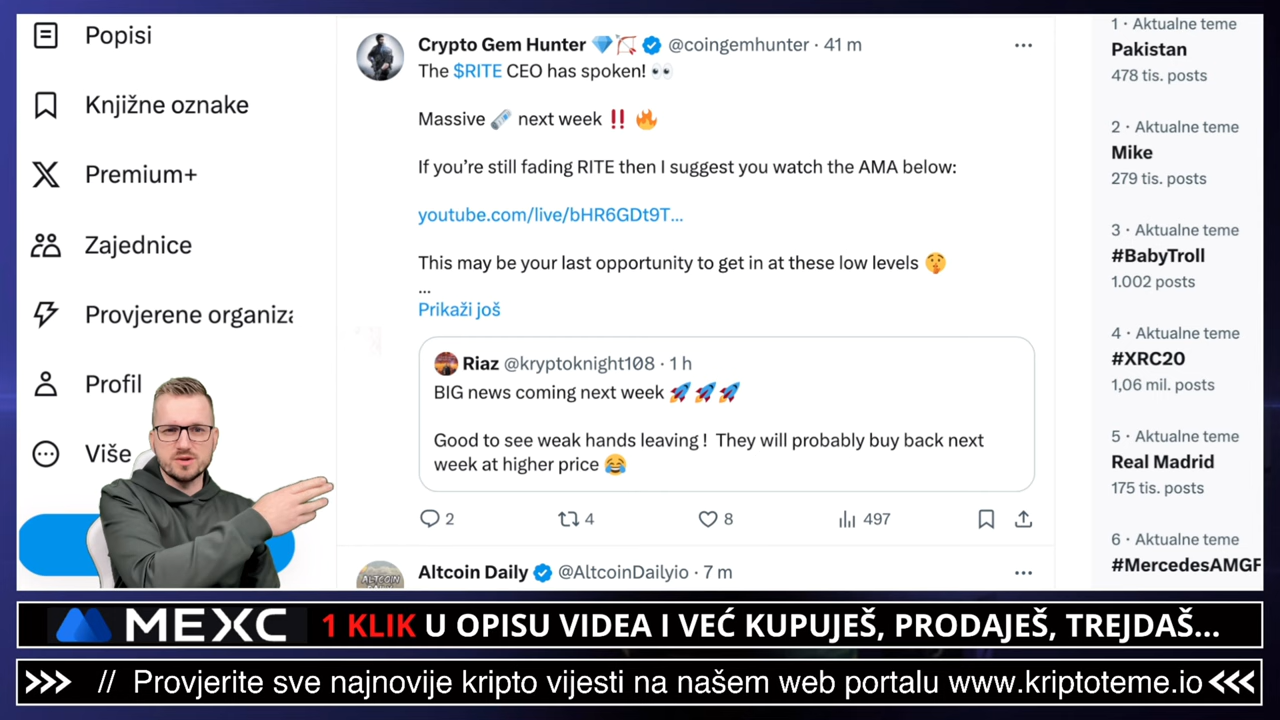 Popisi
Knjižne oznake
Premium+
Zajednice
Provjerene organiza
Profil
Više
Crypto Gem Hunter @coingemhunter · 41 m
The $RITE CEO has spoken!
Massive next week ‼️
If you’re still fading RITE then I suggest you watch the AMA below:
youtube.com/live/bHR6GDt9T...
This may be your last opportunity to get in at these low levels
...
Prikaži još
Riaz @kryptoknight108 · 1 h
BIG news coming next week
Good to see weak hands leaving ! They will probably buy back next
week at higher price
2 4 8 497
ALTCOIN
Altcoin Daily @AltcoinDailyio · 7 m
1 · Aktualne teme
Pakistan
478 tis. posts
2 · Aktualne teme
Mike
279 tis. posts
3 · Aktualne teme
#BabyTroll
1.002 posts
4 · Aktualne teme
#XRC20
1,06 mil. posts
5 · Aktualne teme
Real Madrid
175 tis. posts
6 · Aktualne teme
#MercedesAMGF
MEXC 1 KLIK U OPISU VIDEA I VEĆ KUPUJEŠ, PRODAJEŠ, TREJDAŠ...
>>> // Provjerite sve najnovije kripto vijesti na našem web portalu www.kriptoteme.io <<<